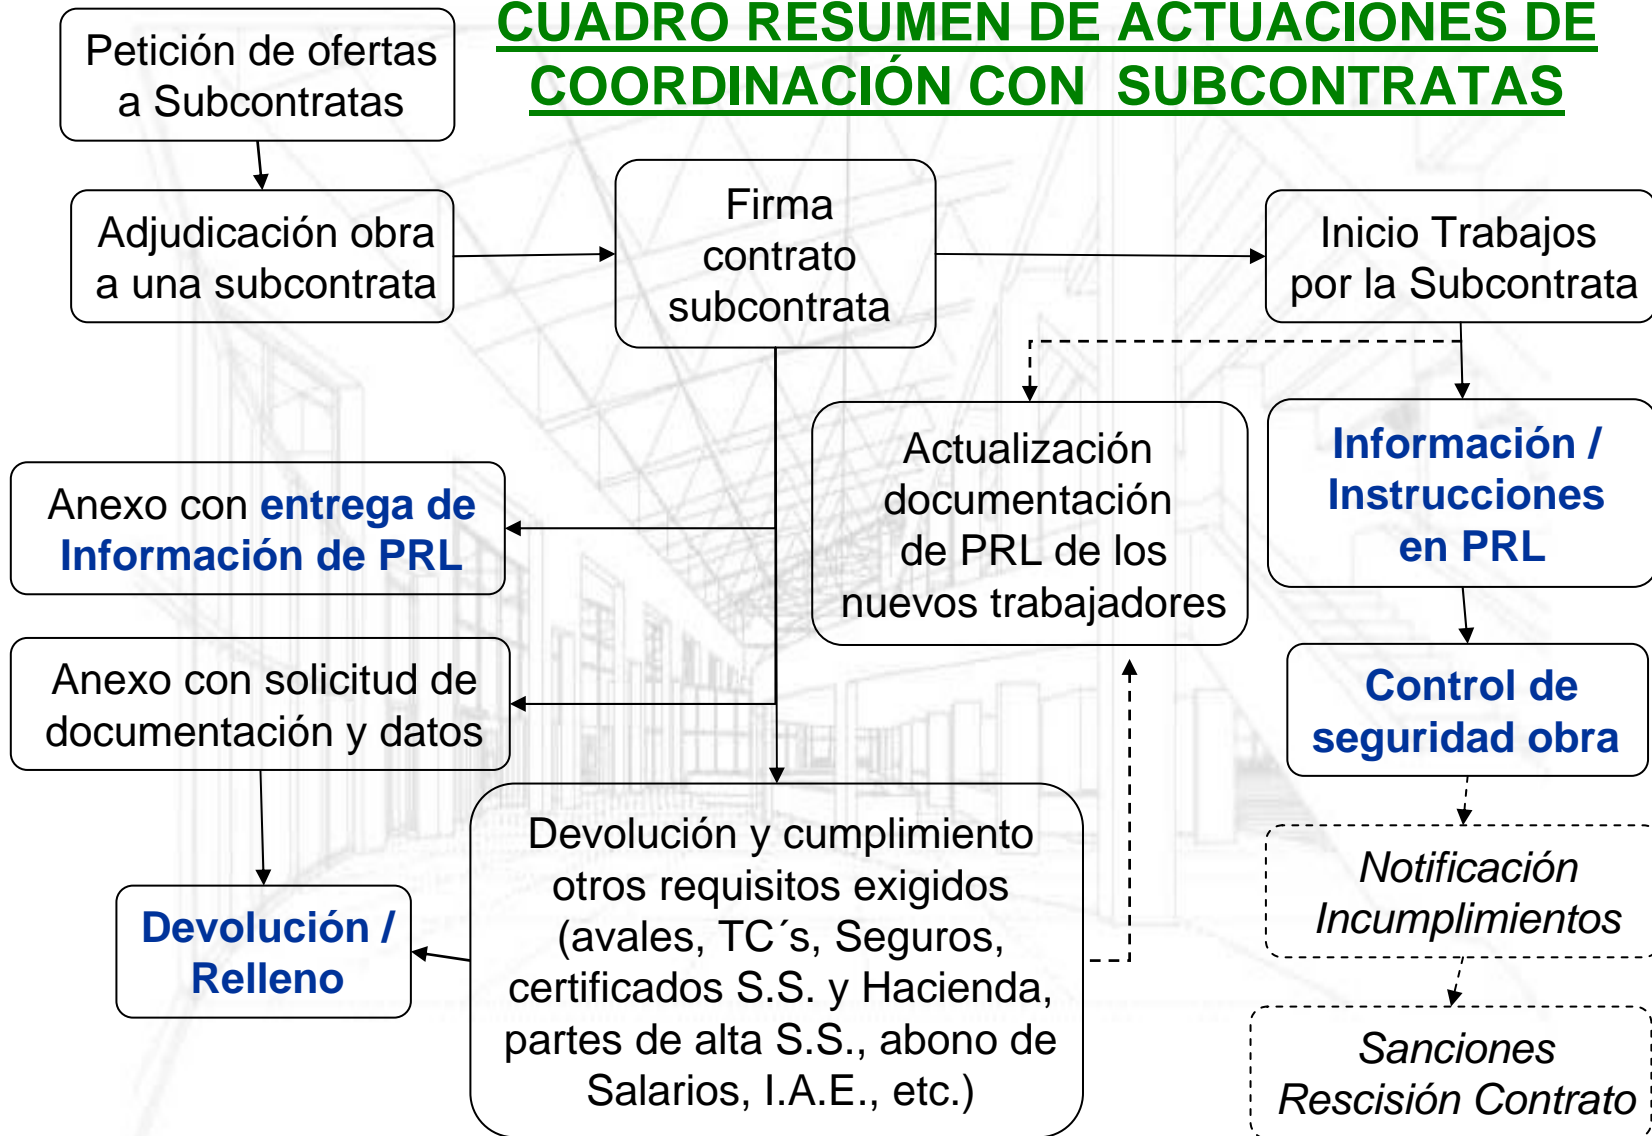 CUADRO RESUMEN DE ACTUACIONES DE
COORDINACIÓN CON SUBCONTRATAS
Petición de ofertas
a Subcontratas
Adjudicación obra
a una subcontrata
Firma
contrato
subcontrata
Inicio Trabajos
por la Subcontrata
Anexo con entrega de
Información de PRL
Actualización
documentación
de PRL de los
nuevos trabajadores
Información /
Instrucciones
en PRL
Anexo con solicitud de
documentación y datos
Control de
seguridad obra
Devolución /
Relleno
Devolución y cumplimiento
otros requisitos exigidos
(avales, TC´s, Seguros,
certificados S.S. y Hacienda,
partes de alta S.S., abono de
Salarios, I.A.E., etc.)
Notificación
Incumplimientos
Sanciones
Rescisión Contrato